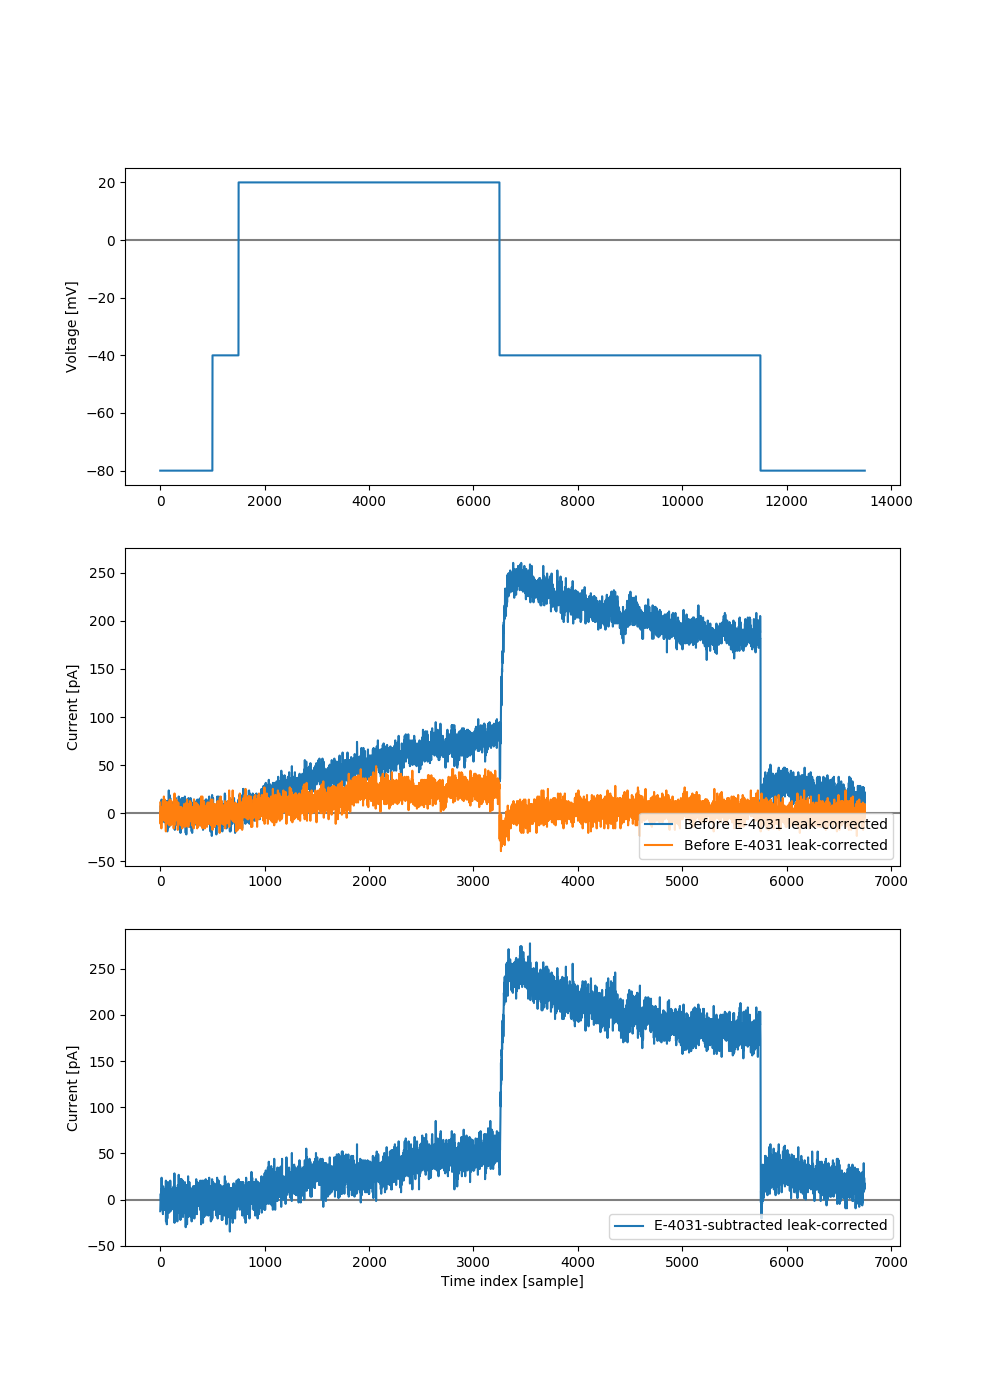 20
0
−20
−40
−60
−80
Voltage [mV]
0 2000 4000 6000 8000 10000 12000 14000
250
200
150
100
50
0
−50
Current [pA]
Before E-4031 leak-corrected
Before E-4031 leak-corrected
0 1000 2000 3000 4000 5000 6000 7000
250
200
150
100
50
0
−50
Current [pA]
E-4031-subtracted leak-corrected
0 1000 2000 3000 4000 5000 6000 7000
Time index [sample]